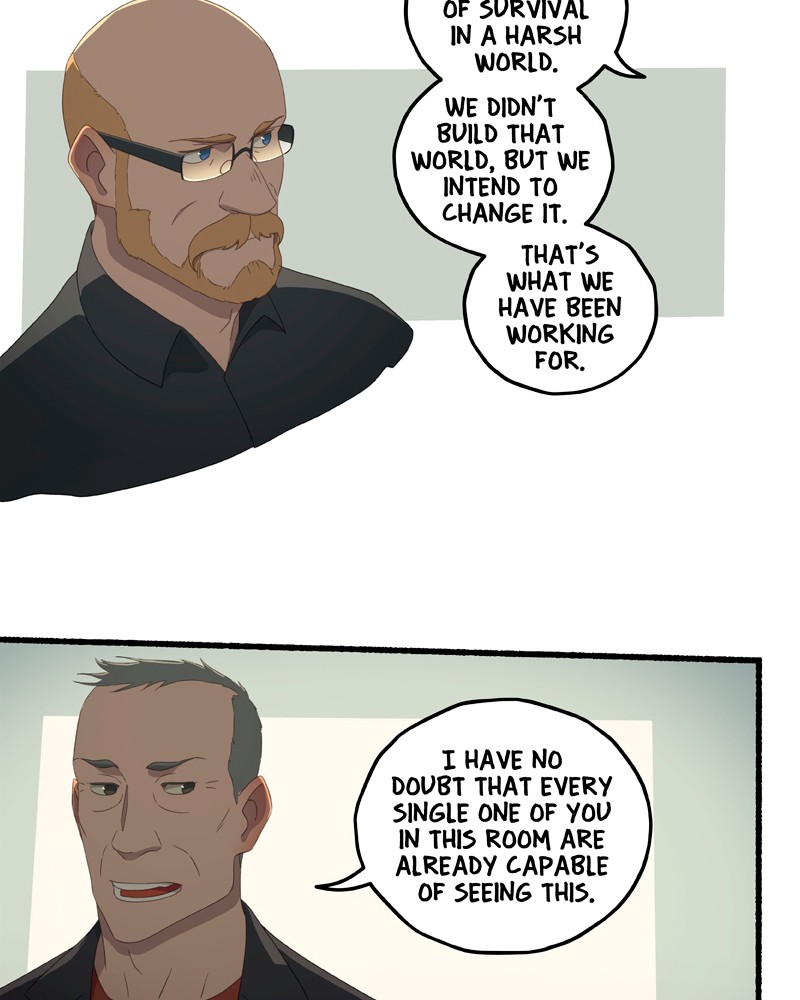 OF SURVIVAL
IN A HARSH
WORLD.
WE DIDN'T
BUILD THAT
WORLD, BUT WE
INTEND TO
CHANGE IT.
THAT'S
WHAT WE
HAVE BEEN
WORKING
FOR.
I HAVE NO
DOUBT THAT EVERY
SINGLE ONE OF YOU
IN THIS ROOM ARE
ALREADY CAPABLE
OF SEEING THIS.